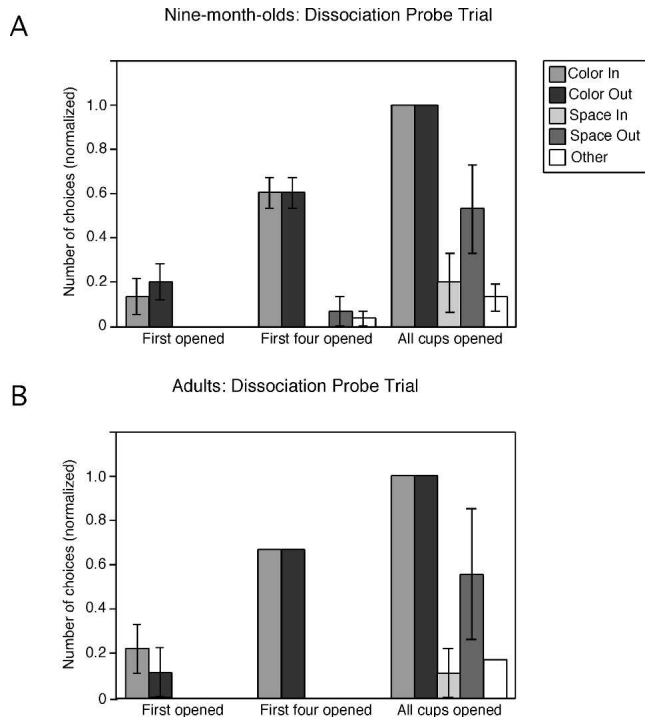 A
Nine-month-olds: Dissociation Probe Trial
Number of choices (normalized)
1.0
0.8
0.6
0.4
0.2
0
First opened
First four opened
All cups opened
Color In
Color Out
Space In
Space Out
Other
B
Adults: Dissociation Probe Trial
Number of choices (normalized)
1.0
0.8
0.6
0.4
0.2
0
First opened
First four opened
All cups opened